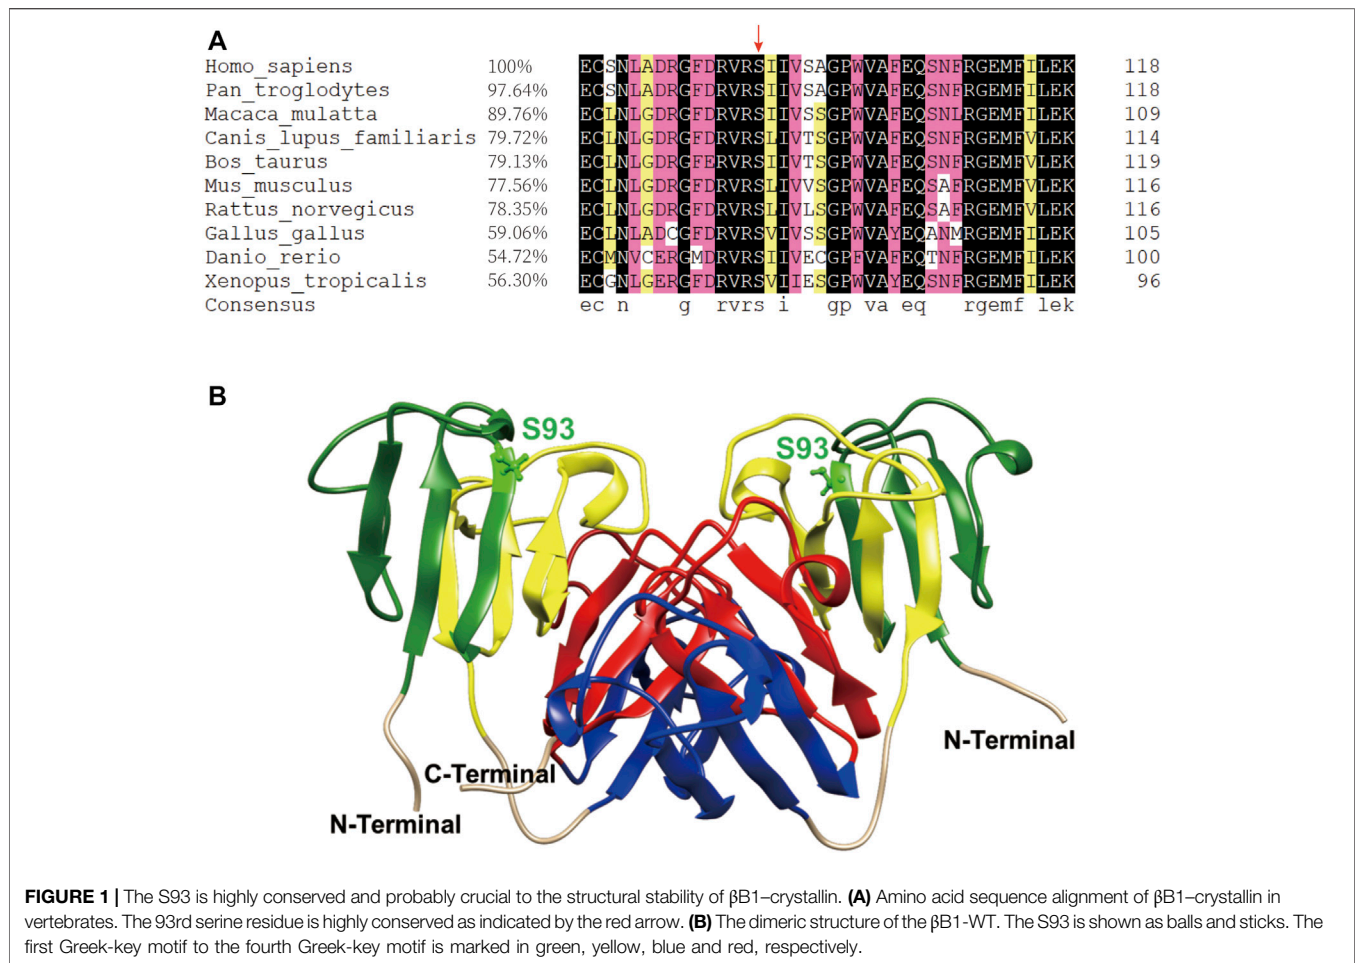 A
Homo_sapiens 100% ECSNLADRGFDRVRSIIVSAGPWVAFEQSNFRGEMFILEK 118
Pan_troglodytes 97.64% ECSNLADRGFDRVRSIIVSAGPWVAFEQSNFRGEMFILEK 118
Macaca_mulatta 89.76% ECLNLGDRGFDRVRSIIVSSGPWVAFEQSNLRGEMFILEK 109
Canis_lupus_familiaris 79.72% ECLNLGDRGFDRVRSLIVTSGPWVAFEQSNFRGEMFVLEK 114
Bos_taurus 79.13% ECLNLGDRGFERVRSIIVTSGPWVAFEQSNFRGEMFVLEK 119
Mus_musculus 77.56% ECLNLGDRGFDRVRSLIVVSGPWVAFEQSAFRGEMFVLEK 116
Rattus_norvegicus 78.35% ECLNLGDRGFDRVRSLIVLSGPWVAFEQSAFRGEMFVLEK 116
Gallus_gallus 59.06% ECLNLADCGFDRVRSVIVSSGPWVAYEQANMRGEMFILEK 105
Danio_rerio 54.72% ECMNVCERGMDRVRSIIVECGPFVAFEQTNFRGEMFILEK 100
Xenopus_tropicalis 56.30% ECGNLGERGFDRVRSVIIESGPWVAYEQSNFRGEMFILEK 96
Consensus ec n g rvrs i gp va eq rgemf lek
B
S93
S93
N-Terminal
C-Terminal
N-Terminal
FIGURE 1 | The S93 is highly conserved and probably crucial to the structural stability of βB1–crystallin. (A) Amino acid sequence alignment of βB1–crystallin in
vertebrates. The 93rd serine residue is highly conserved as indicated by the red arrow. (B) The dimeric structure of the βB1-WT. The S93 is shown as balls and sticks. The
first Greek-key motif to the fourth Greek-key motif is marked in green, yellow, blue and red, respectively.